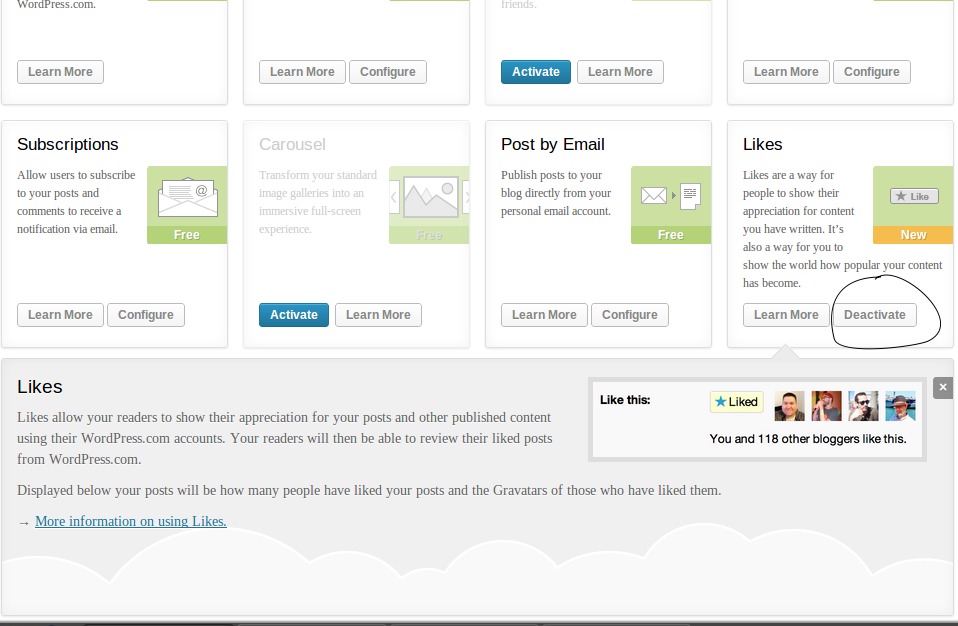 WordPress.com.
friends.
Learn More
Learn More Configure
Activate Learn More
Learn More Configure
Subscriptions
Allow users to subscribe
to your posts and
comments to receive a
notification via email.
@
Free
Learn More Configure
Carousel
Transform your standard
image galleries into an
immersive full-screen
experience.
Free
Activate Learn More
Post by Email
Publish posts to your
blog directly from your
personal email account.
Free
Learn More Configure
Likes
Likes are a way for
people to show their
appreciation for content
you have written. It's
also a way for you to
show the world how popular your content
has become.
Like
New
Learn More Deactivate
Likes
Likes allow your readers to show their appreciation for your posts and other published content
using their WordPress.com accounts. Your readers will then be able to review their liked posts
from WordPress.com.
Displayed below your posts will be how many people have liked your posts and the Gravatars of those who have liked them.
→ More information on using Likes.
Like this:
Liked
You and 118 other bloggers like this.
×